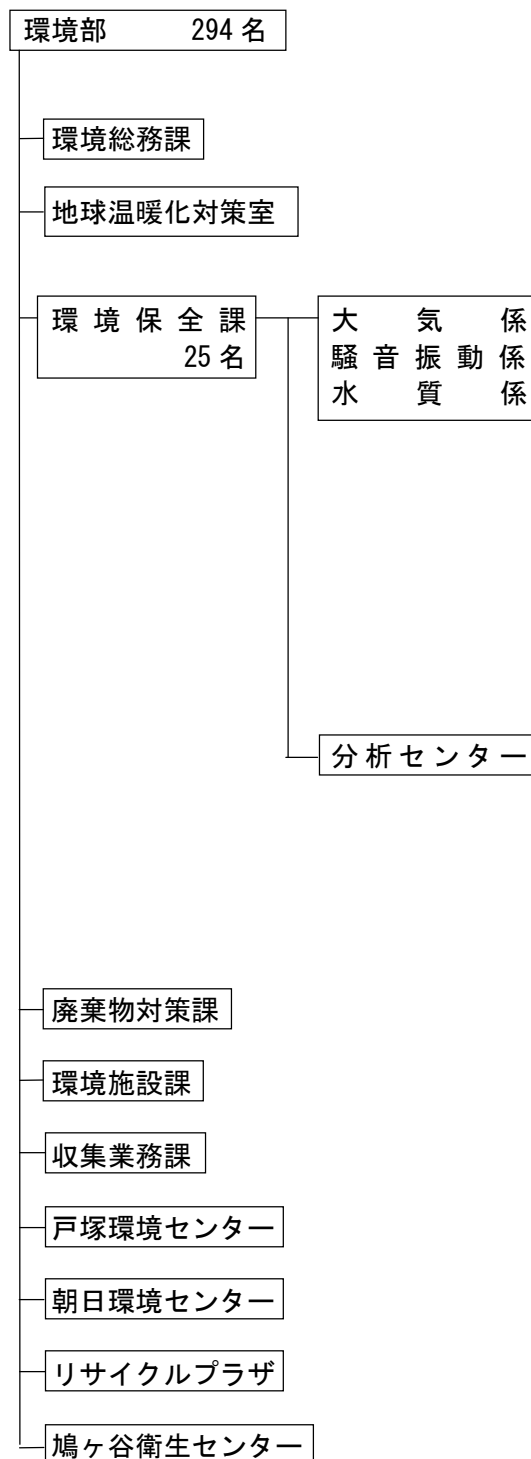 環境部 294名
環境総務課
地球温暖化対策室
環境保全課
25名
大気係
騒音振動係
水質係
分析センター
廃棄物対策課
環境施設課
収集業務課
戸塚環境センター
朝日環境センター
リサイクルプラザ
鳩ヶ谷衛生センター